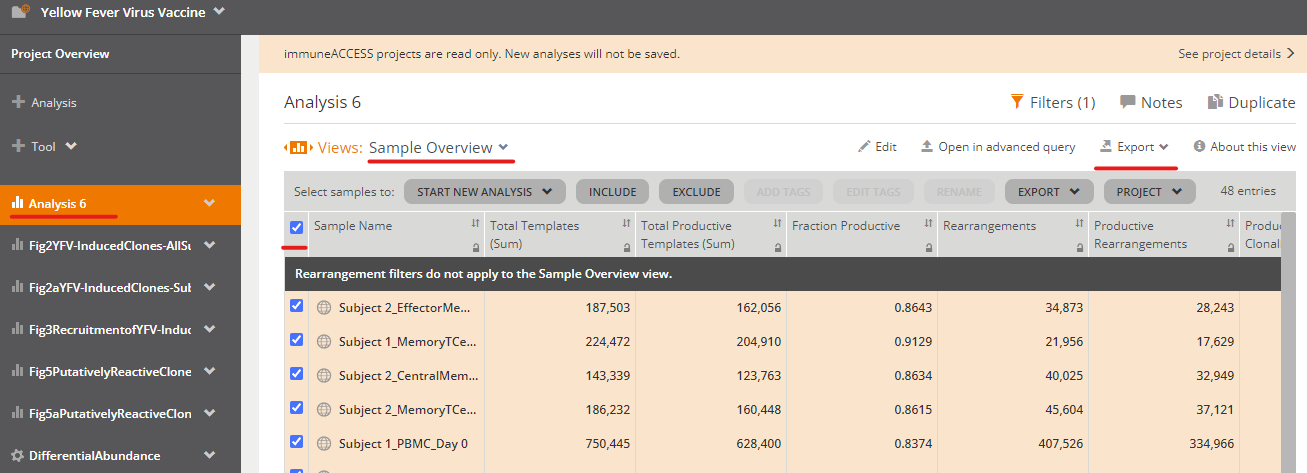 Yellow Fever Virus Vaccine
Project Overview
Analysis
Tool
Analysis 6
Fig2YFV-InducedClones-AllSu
Fig2aYFV-InducedClones-Sub
Fig3RecruitmentofYFV-Induc
Fig5PutativelyReactiveClone
Fig5aPutativelyReactiveClon
DifferentialAbundance
immuneACCESS projects are read only. New analyses will not be saved. See project details
Analysis 6 Filters (1) Notes Duplicate
Views: Sample Overview Edit Open in advanced query Export About this view
Select samples to: START NEW ANALYSIS INCLUDE EXCLUDE ADD TAGS EDIT TAGS RENAME EXPORT PROJECT 48 entries
Sample Name Total Templates Total Productive Fraction Productive Rearrangements Productive Produc
(Sum) Templates (Sum) Rearrangements Clonal
Rearrangement filters do not apply to the Sample Overview view.
Subject 2_EffectorMe... 187,503 162,056 0.8643 34,873 28,243
Subject 1_MemoryTCe... 224,472 204,910 0.9129 21,956 17,629
Subject 2_CentralMem... 143,339 123,763 0.8634 40,025 32,949
Subject 2_MemoryTCe... 186,232 160,448 0.8615 45,604 37,121
Subject 1_PBMC_Day 0 750,445 628,400 0.8374 407,526 334,966